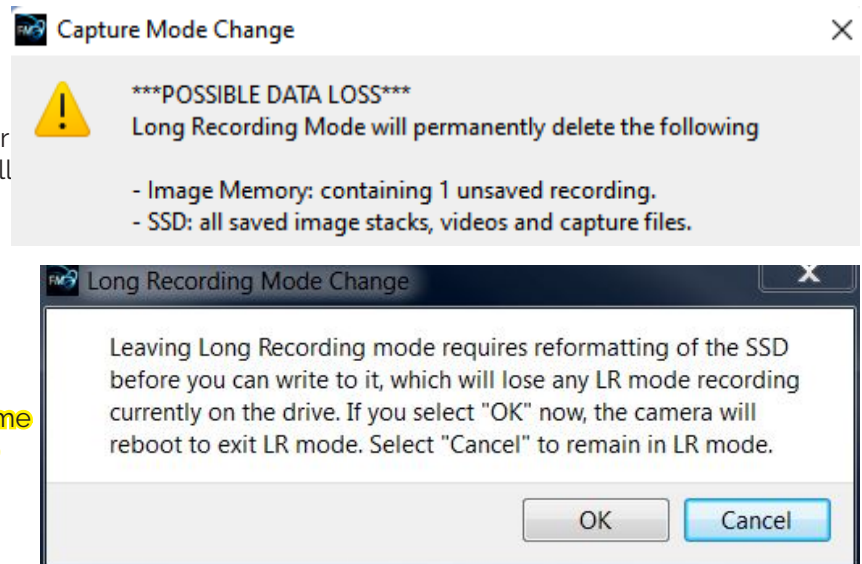 Capture Mode Change
***POSSIBLE DATA LOSS***
Long Recording Mode will permanently delete the following
- Image Memory: containing 1 unsaved recording.
- SSD: all saved image stacks, videos and capture files.
Long Recording Mode Change
Leaving Long Recording mode requires reformatting of the SSD
before you can write to it, which will lose any LR mode recording
currently on the drive. If you select "OK" now, the camera will
reboot to exit LR mode. Select "Cancel" to remain in LR mode.
OK Cancel